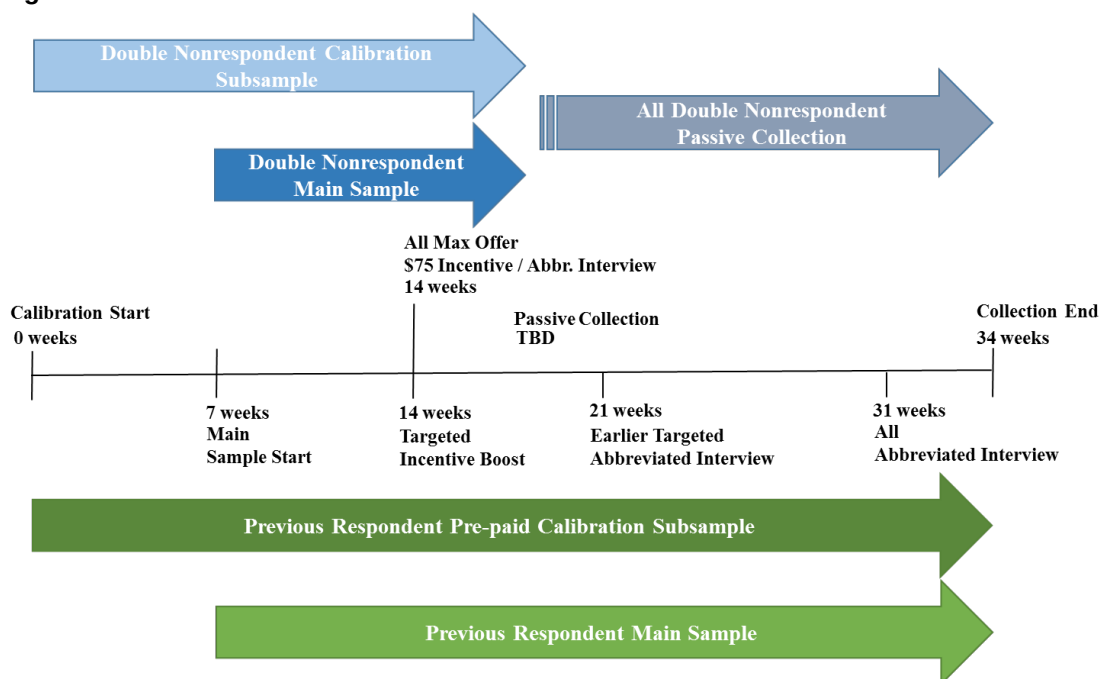 Double Nonrespondent Calibration
Subsample
All Double Nonrespondent
Passive Collection
Double Nonrespondent
Main Sample
All Max Offer
$75 Incentive / Abbr. Interview
14 weeks
Calibration Start
0 weeks
Passive Collection
TBD
Collection End
34 weeks
7 weeks
Main
Sample Start
14 weeks
Targeted
Incentive Boost
21 weeks
Earlier Targeted
Abbreviated Interview
31 weeks
All
Abbreviated Interview
Previous Respondent Pre-paid Calibration Subsample
Previous Respondent Main Sample